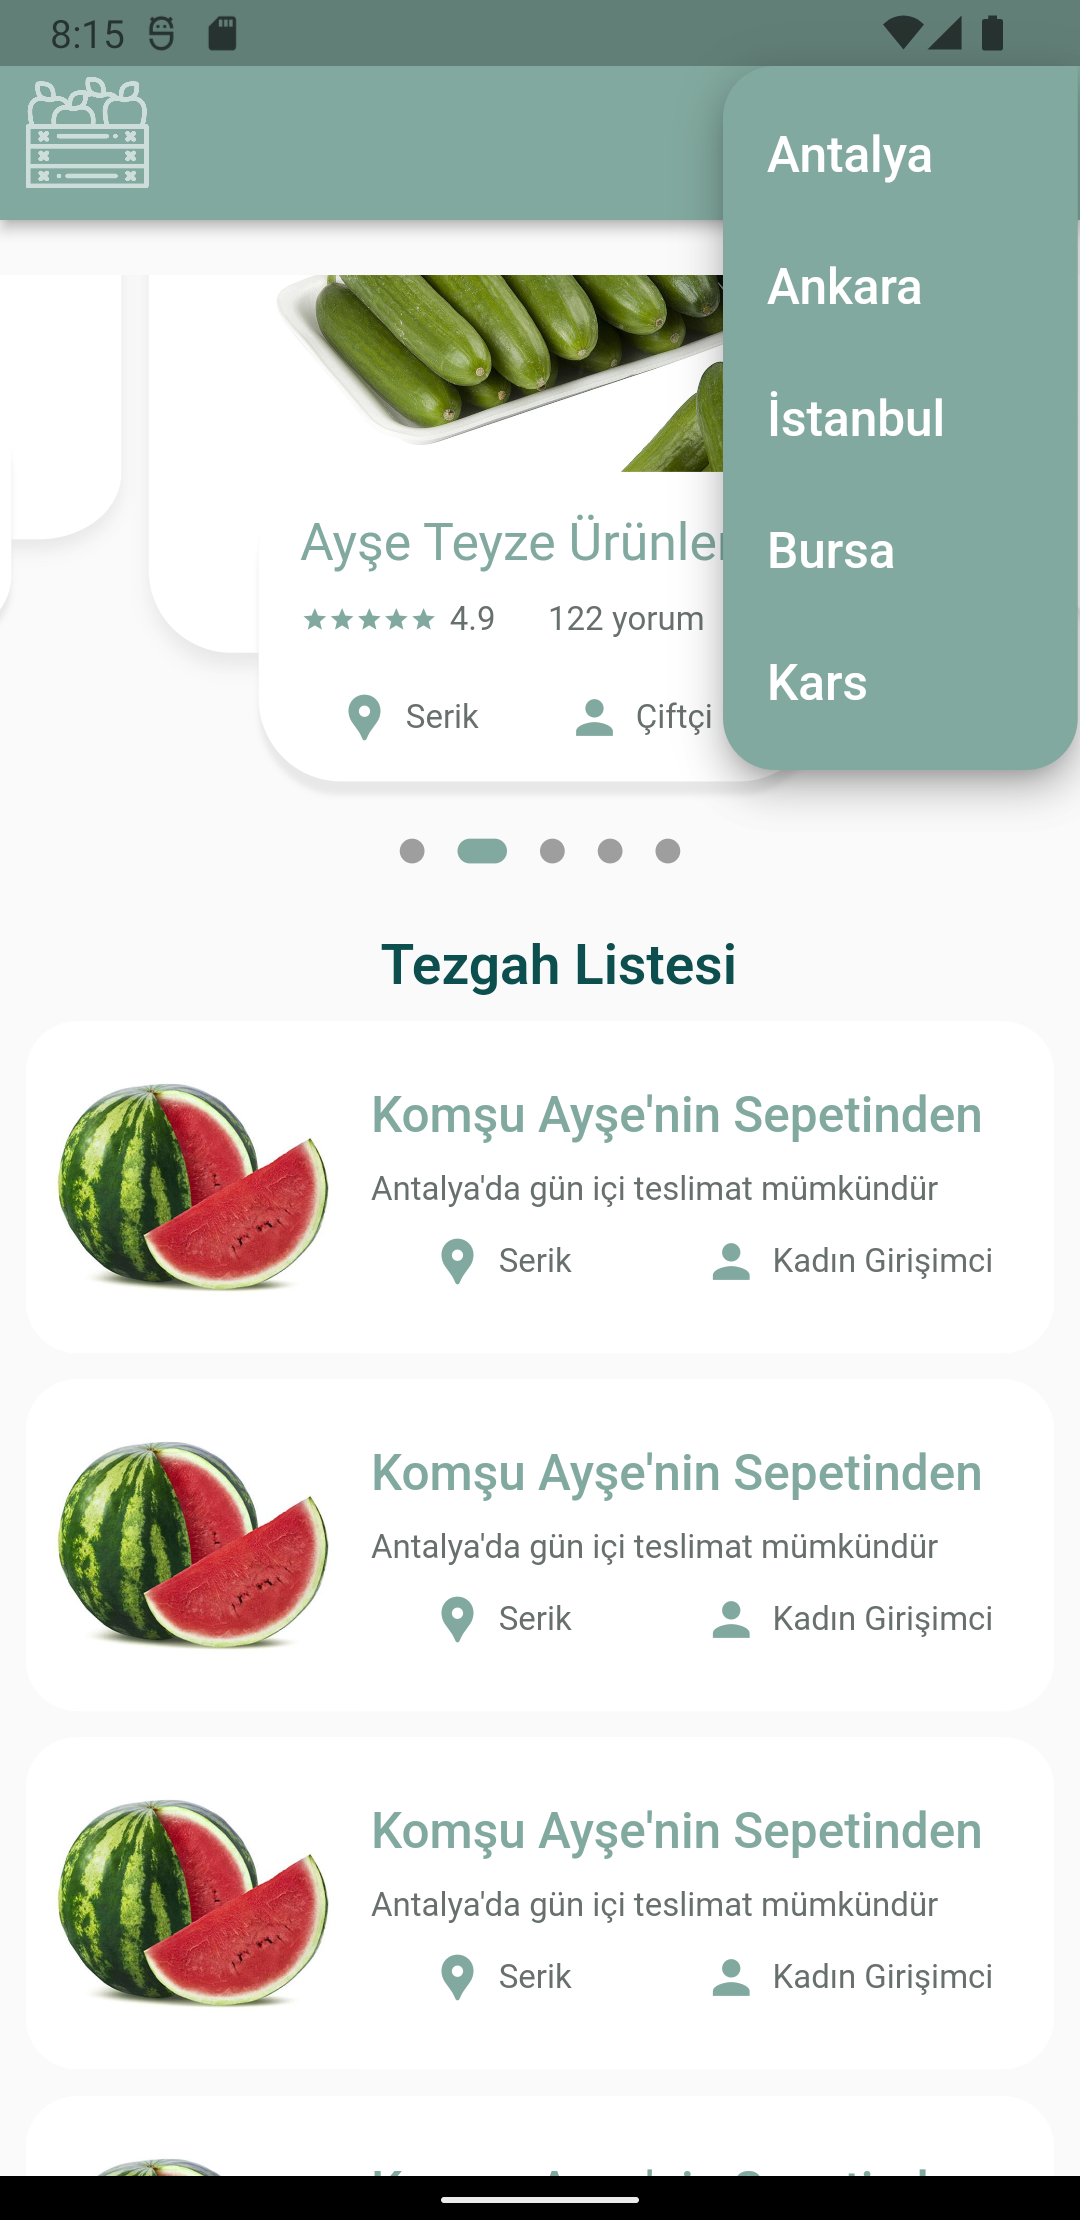 8:15
Antalya
Ankara
İstanbul
Bursa
Kars
Ayşe Teyze Ürünler
4.9 122 yorum
Serik Çiftçi
Tezgah Listesi
Komşu Ayşe'nin Sepetinden
Antalya'da gün içi teslimat mümkündür
Serik Kadın Girişimci
Komşu Ayşe'nin Sepetinden
Antalya'da gün içi teslimat mümkündür
Serik Kadın Girişimci
Komşu Ayşe'nin Sepetinden
Antalya'da gün içi teslimat mümkündür
Serik Kadın Girişimci